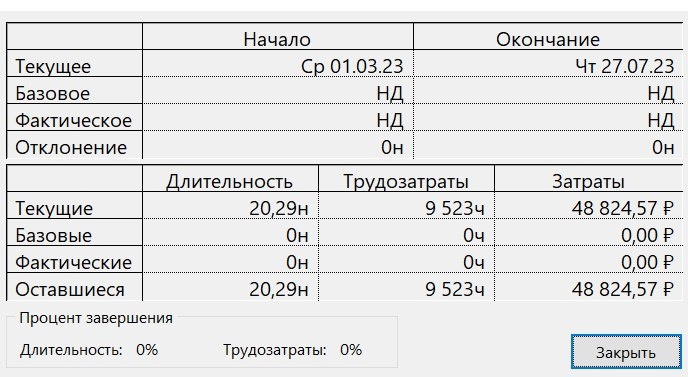 Начало Окончание
Текущее Ср 01.03.23 Чт 27.07.23
Базовое НД НД
Фактическое НД НД
Отклонение 0н 0н
Длительность Трудозатраты Затраты
Текущие 20,29н 9 523ч 48 824,57 ₽
Базовые 0н 0ч 0,00 ₽
Фактические 0н 0ч 0,00 ₽
Оставшиеся 20,29н 9 523ч 48 824,57 ₽
Процент завершения
Длительность: 0% Трудозатраты: 0%
Закрыть